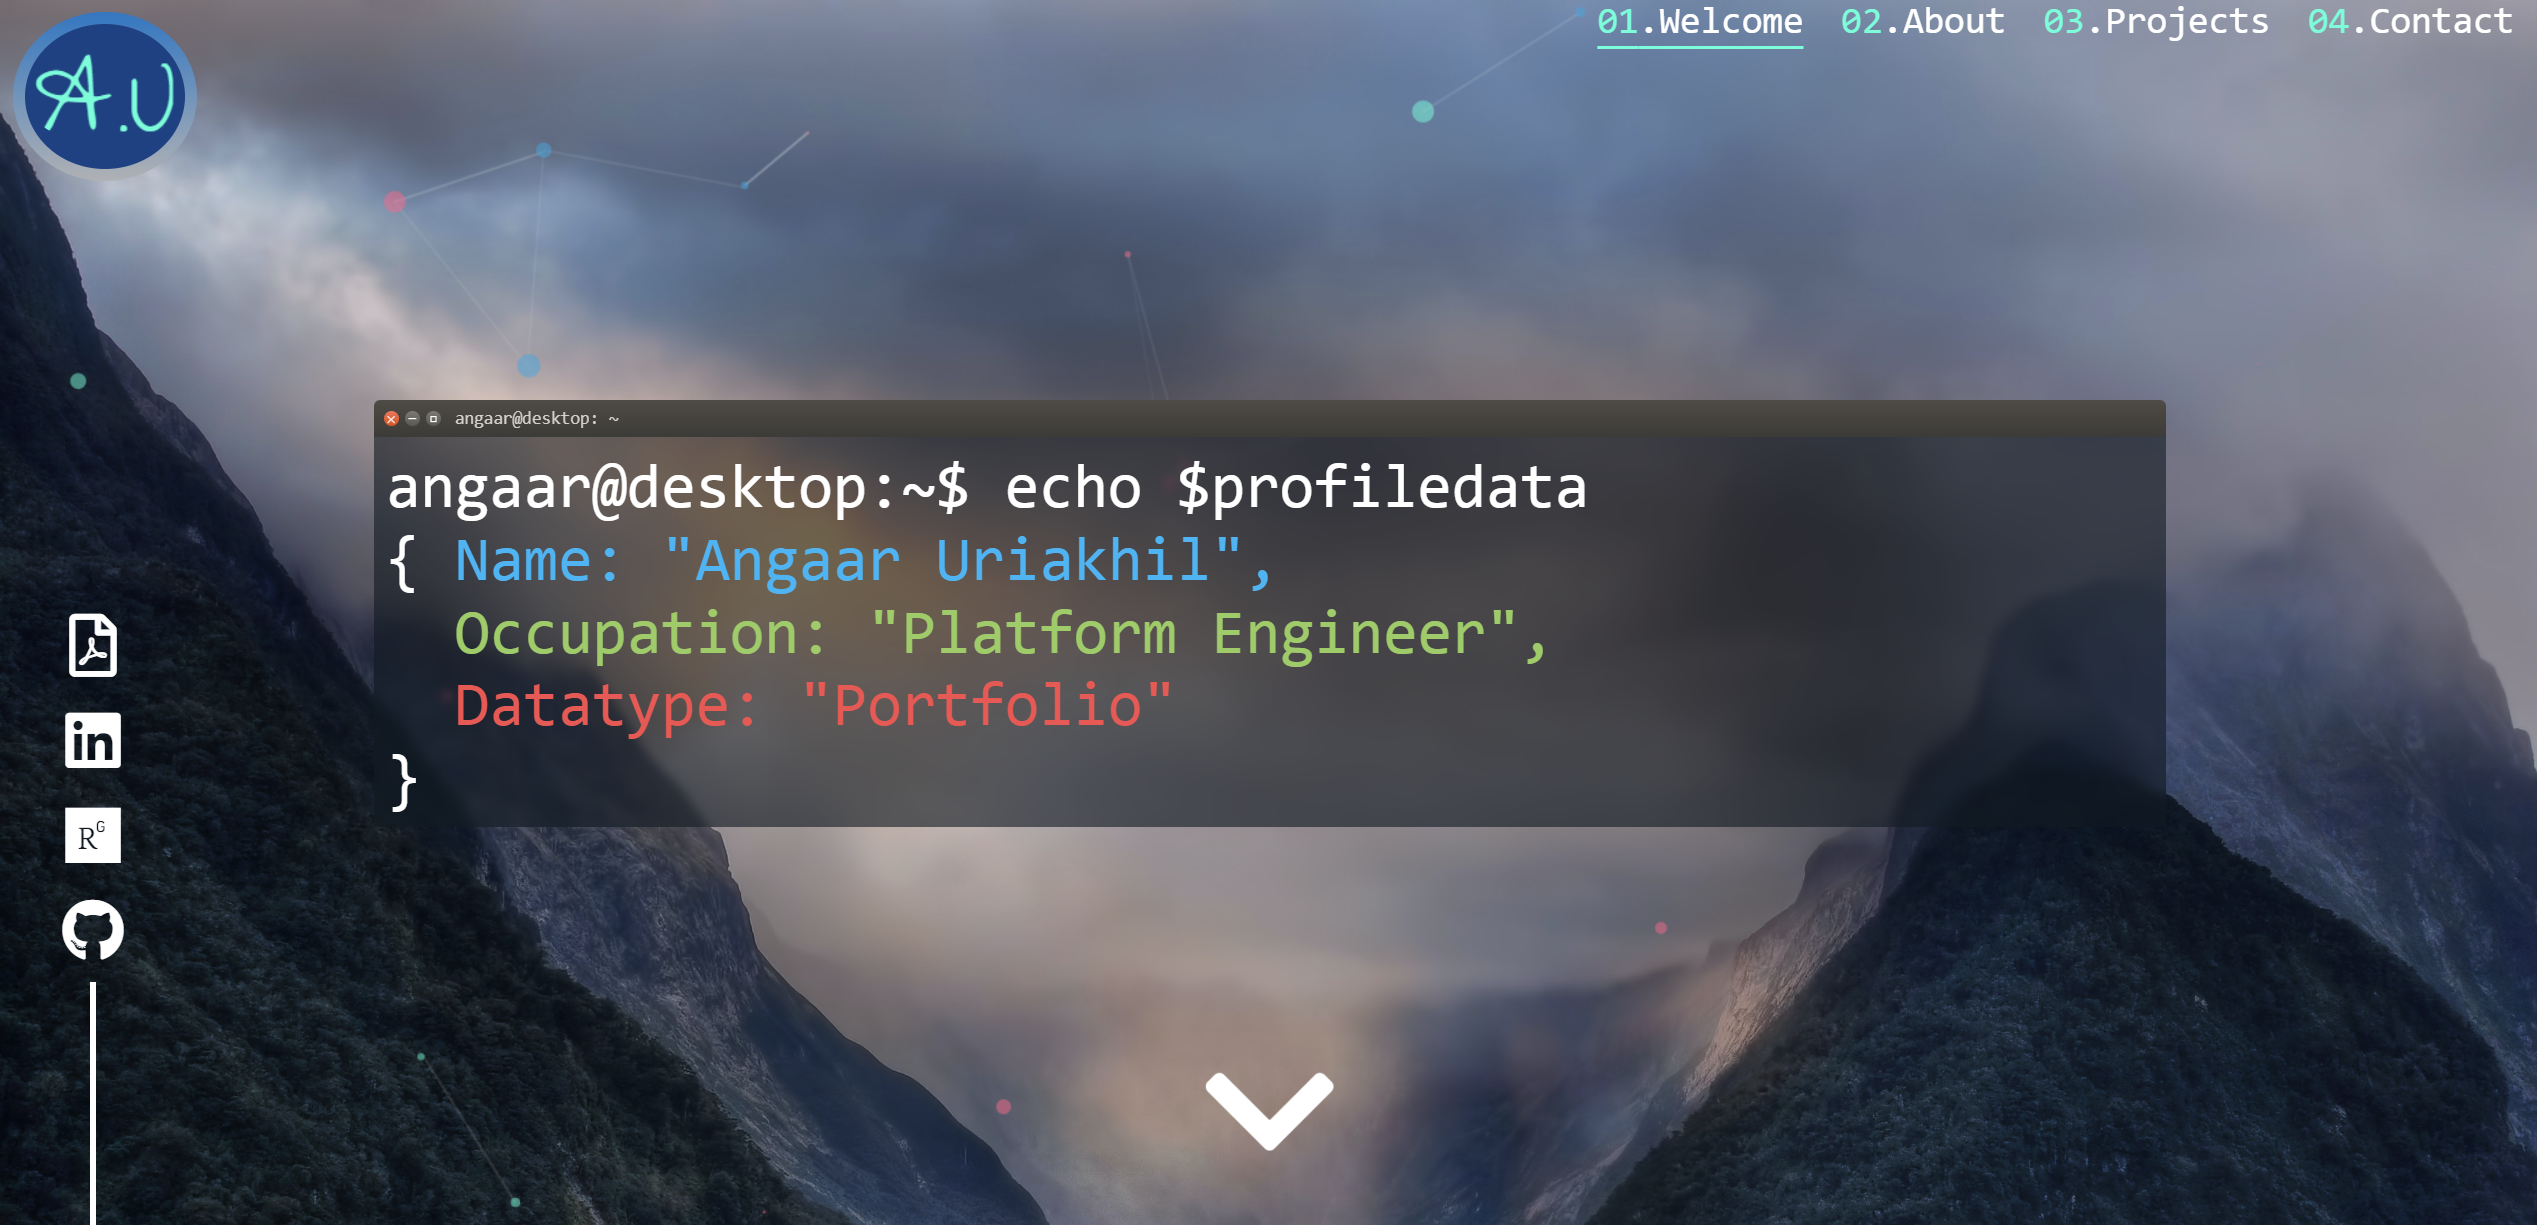 A.U
01.Welcome 02.About 03.Projects 04.Contact
angaar@desktop: ~
angaar@desktop:~$ echo $profiledata
{ Name: "Angaar Uriakhil",
Occupation: "Platform Engineer",
Datatype: "Portfolio"
}
in
RG